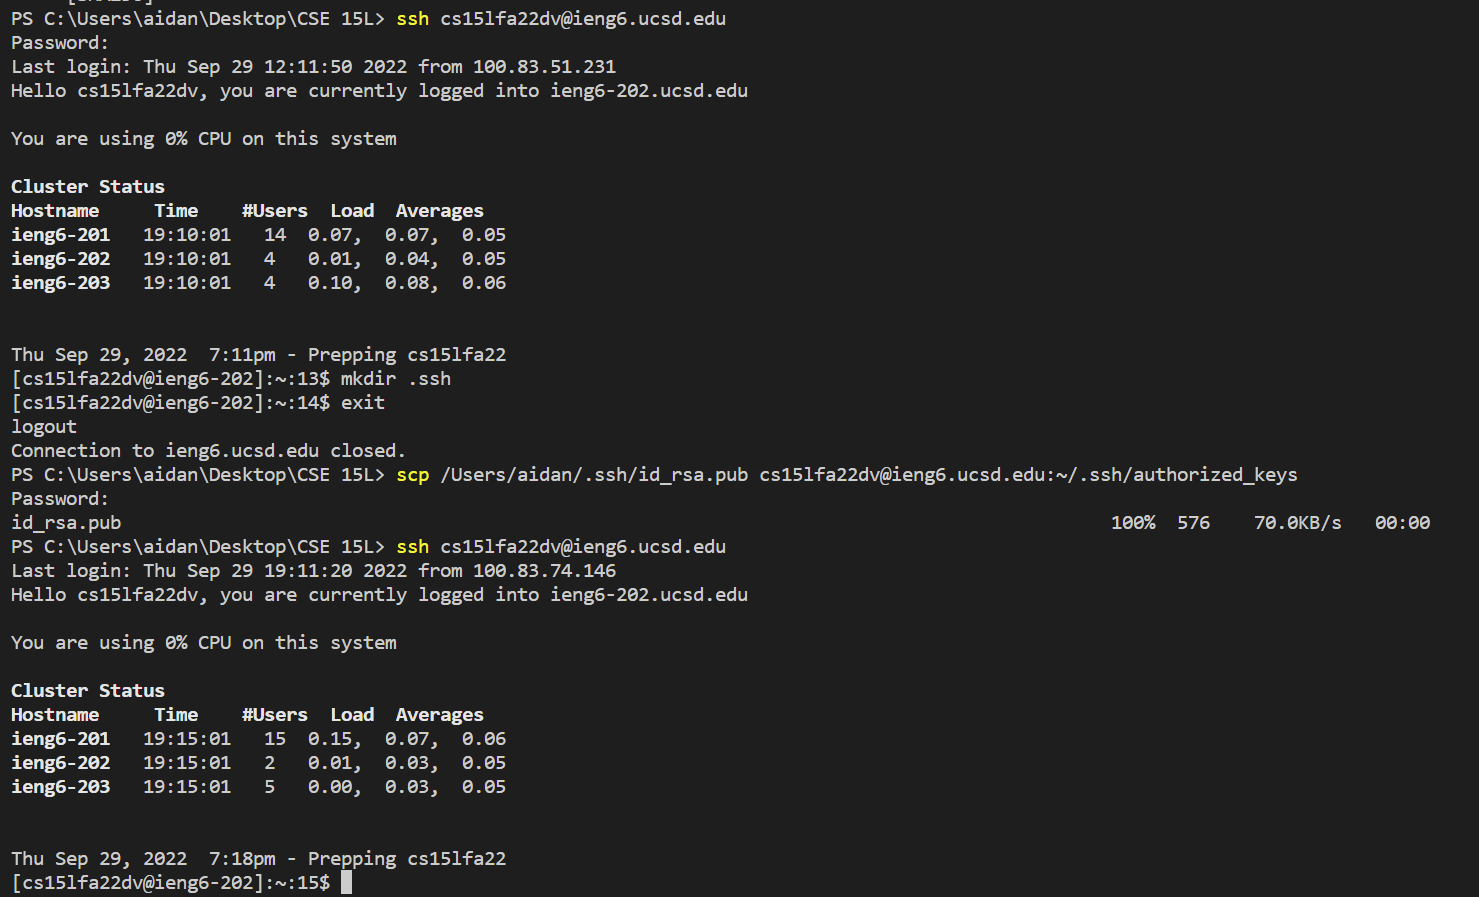 PS C:\Users\aidan\Desktop\CSE 15L> ssh cs15lfa22dv@ieng6.ucsd.edu
Password:
Last login: Thu Sep 29 12:11:50 2022 from 100.83.51.231
Hello cs15lfa22dv, you are currently logged into ieng6-202.ucsd.edu
You are using 0% CPU on this system
Cluster Status
Hostname     Time    #Users  Load  Averages
ieng6-201   19:10:01   14  0.07,  0.07,  0.05
ieng6-202   19:10:01   4   0.01,  0.04,  0.05
ieng6-203   19:10:01   4   0.10,  0.08,  0.06
Thu Sep 29, 2022  7:11pm - Prepping cs15lfa22
[cs15lfa22dv@ieng6-202]:~:13$ mkdir .ssh
[cs15lfa22dv@ieng6-202]:~:14$ exit
logout
Connection to ieng6.ucsd.edu closed.
PS C:\Users\aidan\Desktop\CSE 15L> scp /Users/aidan/.ssh/id_rsa.pub cs15lfa22dv@ieng6.ucsd.edu:~/.ssh/authorized_keys
Password:
id_rsa.pub 100%  576    70.0KB/s   00:00
PS C:\Users\aidan\Desktop\CSE 15L> ssh cs15lfa22dv@ieng6.ucsd.edu
Last login: Thu Sep 29 19:11:20 2022 from 100.83.74.146
Hello cs15lfa22dv, you are currently logged into ieng6-202.ucsd.edu
You are using 0% CPU on this system
Cluster Status
Hostname     Time    #Users  Load  Averages
ieng6-201   19:15:01   15  0.15,  0.07,  0.06
ieng6-202   19:15:01   2   0.01,  0.03,  0.05
ieng6-203   19:15:01   5   0.00,  0.03,  0.05
Thu Sep 29, 2022  7:18pm - Prepping cs15lfa22
[cs15lfa22dv@ieng6-202]:~:15$